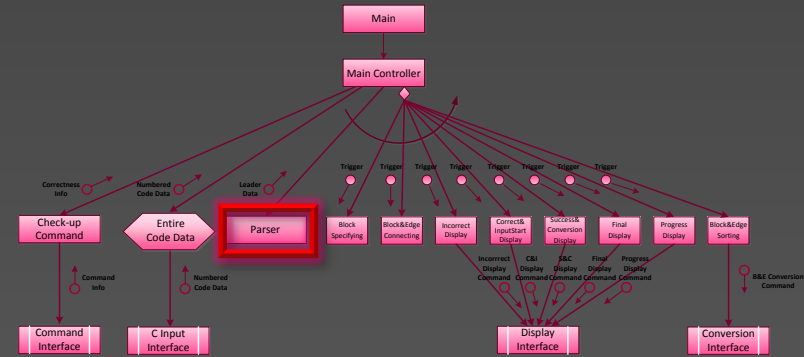 Main
Main Controller
Trigger
Trigger
Trigger
Trigger
Trigger
Trigger
Trigger
Trigger
Correctness
Info
Numbered
Code Data
Leader
Data
Check-up
Command
Entire
Code Data
Parser
Block
Specifying
Block&Edge
Connecting
Incorrect
Display
Correct&
InputStart
Display
Success&
Conversion
Display
Final
Display
Progress
Display
Block&Edge
Sorting
Command
Info
Numbered
Code Data
Incorrrect
Display
Command
C&I
Display
Command
S&C
Display
Command
Final
Display
Command
Progress
Display
Command
B&E Conversion
Command
Command
Interface
C Input
Interface
Display
Interface
Conversion
Interface